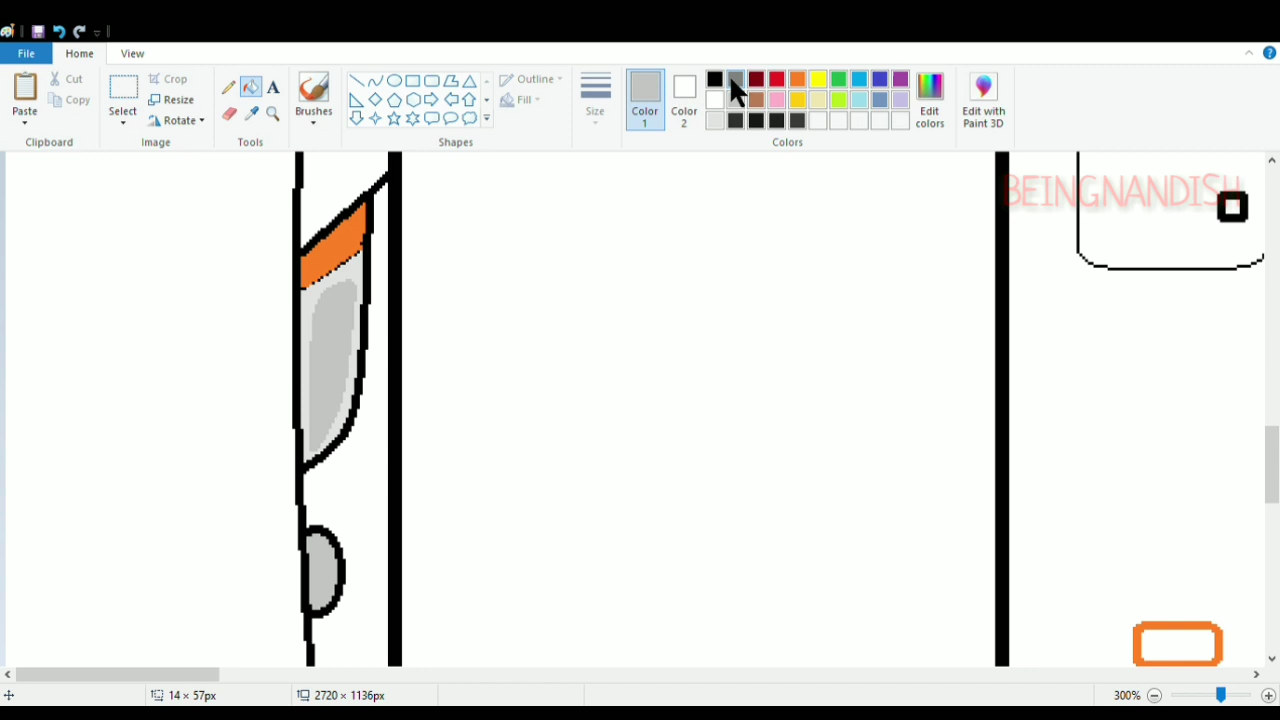 File Home View
Paste
Cut
Copy
Clipboard
Select
Crop
Resize
Rotate
Image
Tools
Brushes
Shapes
Outline
Fill
Size
Color
1
Color
2
Colors
Edit
colors
Edit with
Paint 3D
BEINGNANDISH
14 × 57px
2720 × 1136px
300%